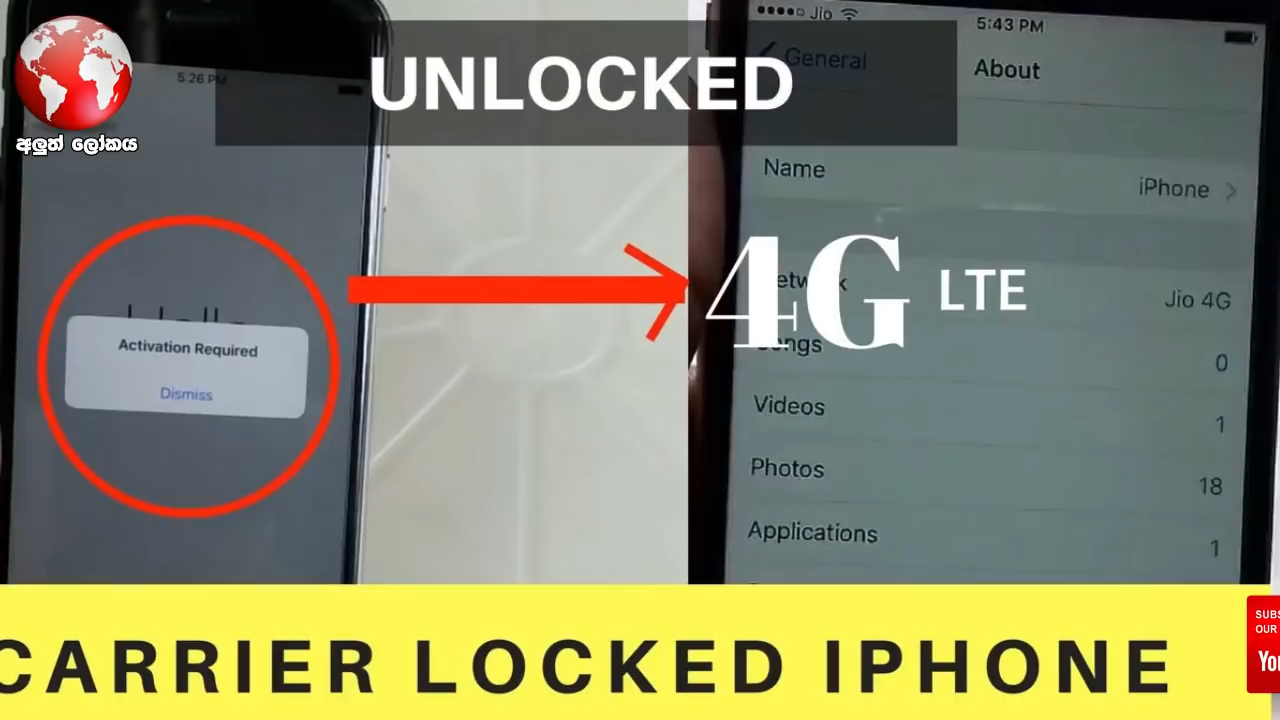 අලුත් ලෝකය
UNLOCKED
5:26 PM
Activation Required
Dismiss
Jio
5:43 PM
General
About
Name
iPhone
4G LTE
Jio 4G
0
Videos
1
Photos
18
Applications
1
CARRIER LOCKED IPHONE
OUR